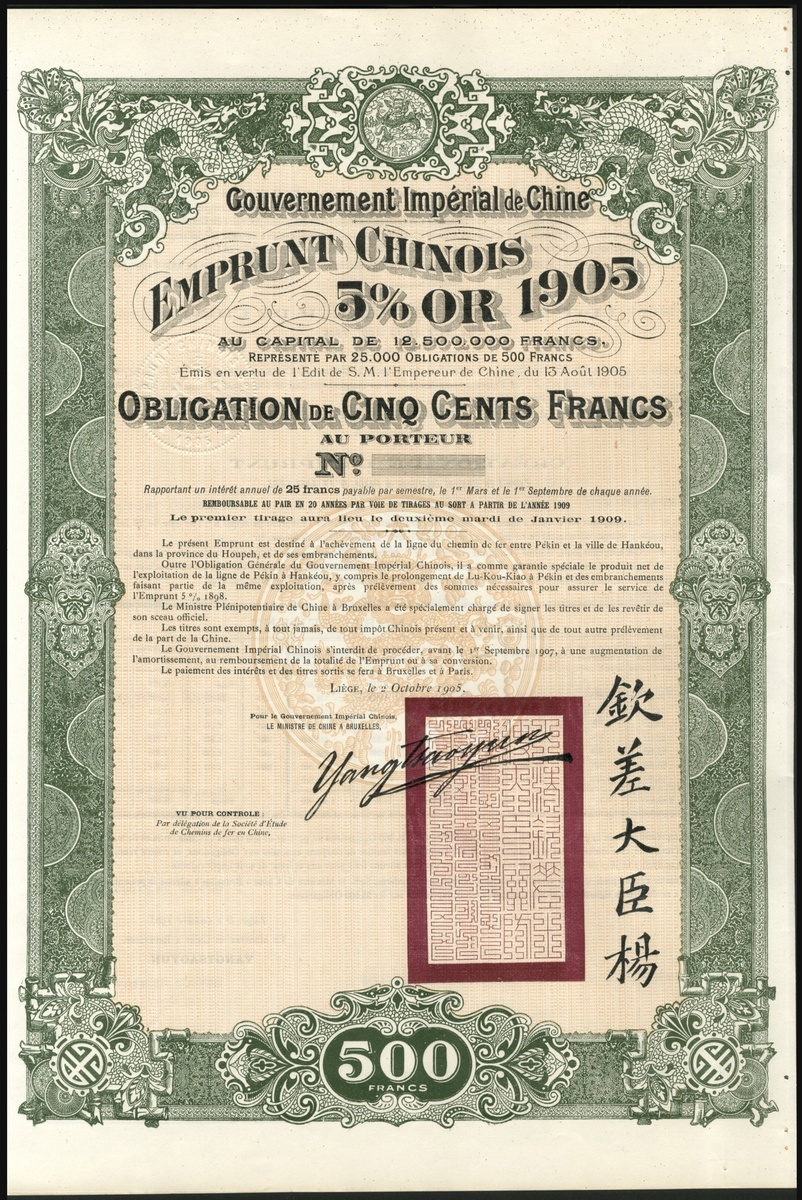 Gouvernement Impérial de Chine
EMPRUNT CHINOIS
5% OR 1905
AU CAPITAL DE 12.500.000 FRANCS,
REPRÉSENTÉ PAR 25.000 OBLIGATIONS DE 500 FRANCS
Émis en vertu de l'Edit de S. M. l'Empereur de Chine, du 13 Août 1905
OBLIGATION DE CINQ CENTS FRANCS
AU PORTEUR
Nº
Rapportant un intérêt annuel de 25 francs payable par semestre, le 1er Mars et le 1er Septembre de chaque année.
REMBOURSABLE AU PAIR EN 20 ANNÉES PAR VOIE DE TIRAGES AU SORT A PARTIR DE L'ANNÉE 1909
Le premier tirage aura lieu le deuxième mardi de Janvier 1909.
Le présent Emprunt est destiné à l'achèvement de la ligne du chemin de fer entre Pékin et la ville de Hankéou,
dans la province du Houpeh, et de ses embranchements.
Outre l'Obligation Générale du Gouvernement Impérial Chinois, il a comme garantie spéciale le produit net de
l'exploitation de la ligne de Pékin à Hankéou, y compris le prolongement de Lu-Kou-Kiao à Pékin et des embranchements
faisant partie de la même exploitation, après prélèvement des sommes nécessaires pour assurer le service de
l'Emprunt 5 % 1898.
Le Ministre Plénipotentiaire de Chine à Bruxelles a été spécialement chargé de signer les titres et de les revêtir de
son sceau officiel.
Les titres sont exempts, à tout jamais, de tout impôt Chinois présent et à venir, ainsi que de tout autre prélèvement
de la part de la Chine.
Le Gouvernement Impérial Chinois s'interdit de procéder, avant le 1er Septembre 1907, à une augmentation de
l'amortissement, au remboursement de la totalité de l'Emprunt ou à sa conversion.
Le paiement des intérêts et des titres sortis se fera à Bruxelles et à Paris.
LIÈGE, le 2 Octobre 1905.
Pour le Gouvernement Impérial Chinois,
LE MINISTRE DE CHINE A BRUXELLES,
Yang Tsaoyun
欽差大臣楊
VU POUR CONTROLE :
Par délégation de la Société d'Étude
de Chemins de fer en Chine,
500
FRANCS